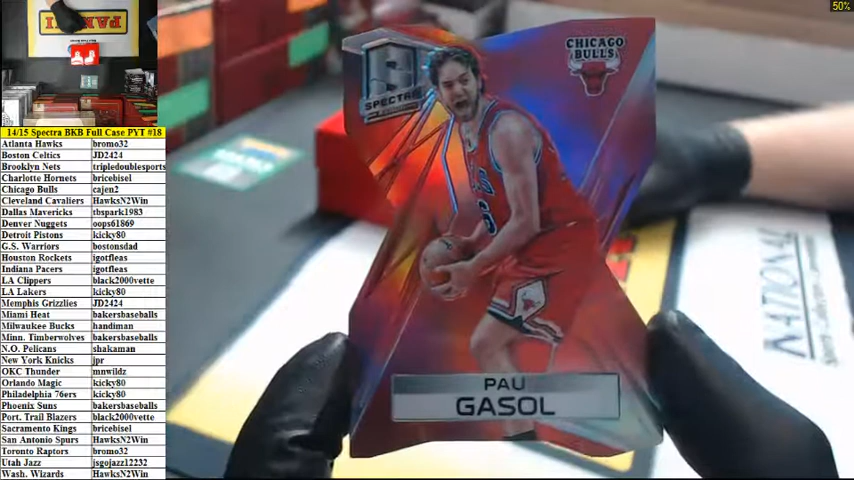 50%
PANINI
14/15 Spectra BKB Full Case PYT #18
Atlanta Hawks bromo32
Boston Celtics JD2424
Brooklyn Nets tripledoublesports
Charlotte Hornets bricebisel
Chicago Bulls cajen2
Cleveland Cavaliers HawksN2Win
Dallas Mavericks tbspark1983
Denver Nuggets oops61869
Detroit Pistons kicky80
G.S. Warriors bostonsdad
Houston Rockets igotfleas
Indiana Pacers igotfleas
LA Clippers black2000vette
LA Lakers kicky80
Memphis Grizzlies JD2424
Miami Heat bakersbaseballs
Milwaukee Bucks handiman
Minn. Timberwolves bakersbaseballs
N.O. Pelicans shakaman
New York Knicks jpr
OKC Thunder mnwildz
Orlando Magic kicky80
Philadelphia 76ers kicky80
Phoenix Suns bakersbaseballs
Port. Trail Blazers black2000vette
Sacramento Kings bricebisel
San Antonio Spurs HawksN2Win
Toronto Raptors bromo32
Utah Jazz jsgojazz12232
Wash. Wizards HawksN2Win
SPECTRA
CHICAGO
BULLS
PAU
GASOL
NATIONAL